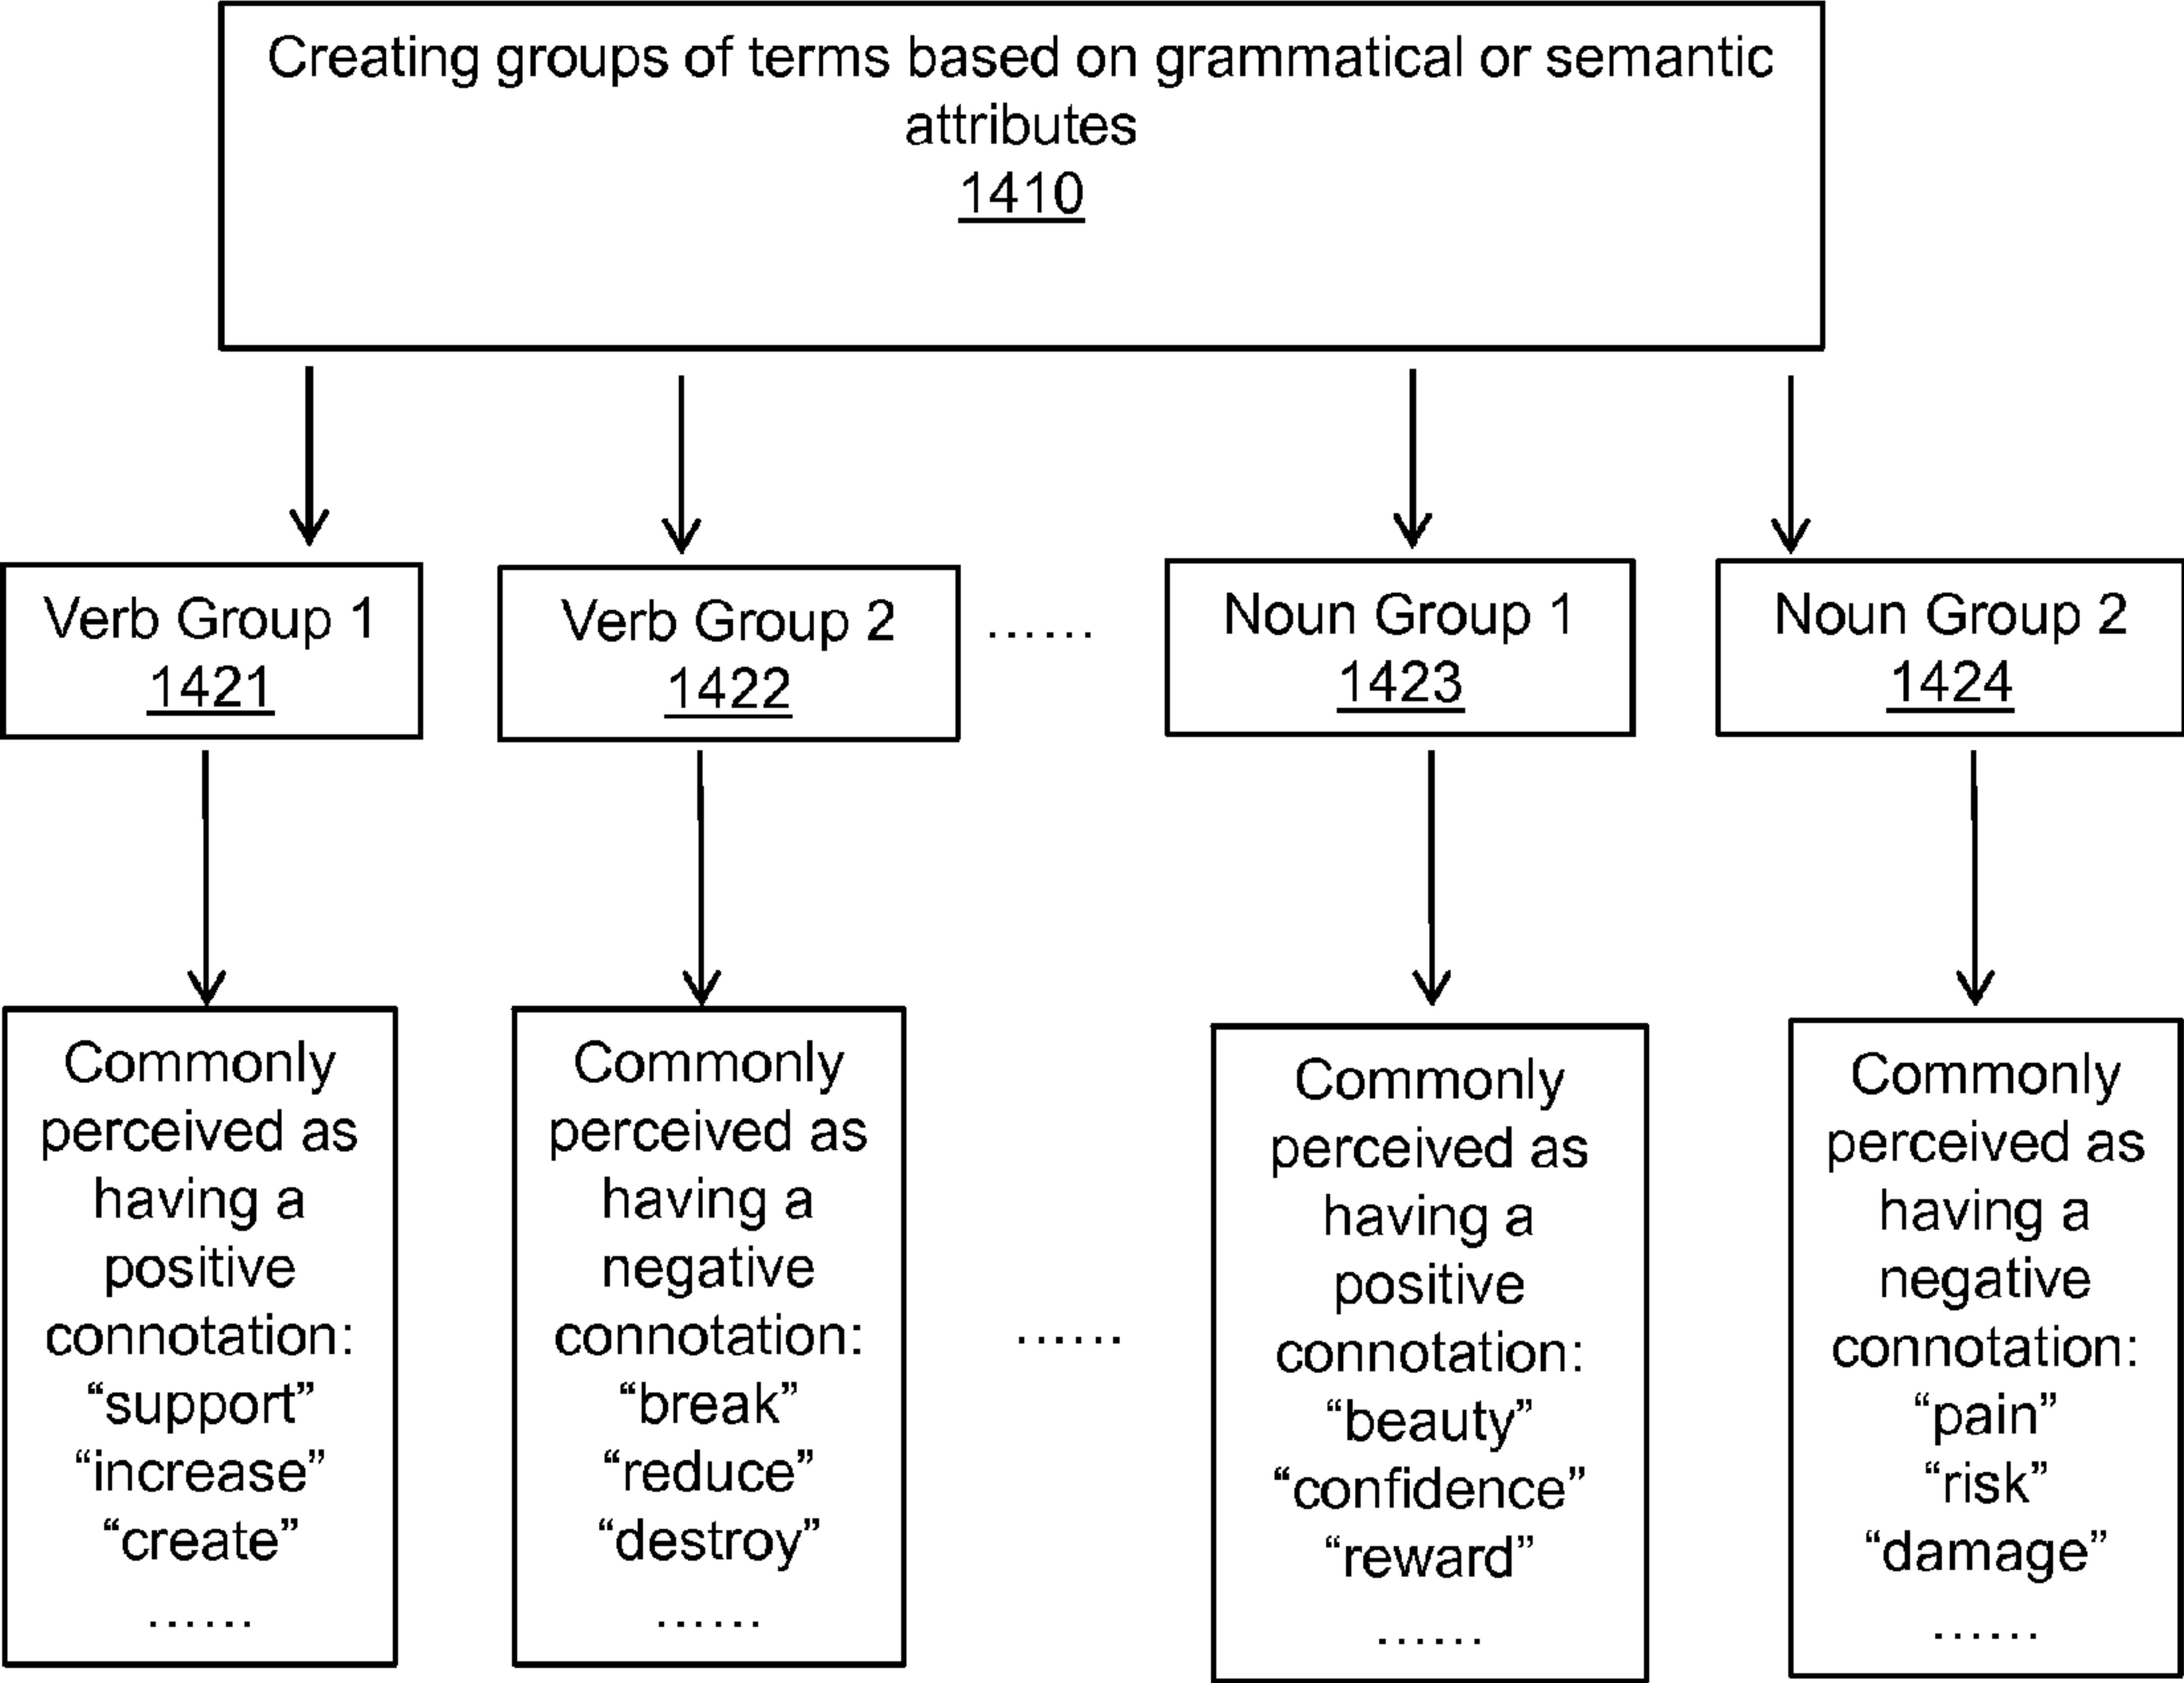 Creating groups of terms based on grammatical or semantic
attributes
1410
Verb Group 1
1421
Verb Group 2
1422
......
Noun Group 1
1423
Noun Group 2
1424
Commonly
perceived as
having a
positive
connotation:
“support”
“increase”
“create”
......
Commonly
perceived as
having a
negative
connotation:
“break”
“reduce”
“destroy”
......
......
Commonly
perceived as
having a
positive
connotation:
“beauty”
“confidence”
“reward”
......
Commonly
perceived as
having a
negative
connotation:
“pain”
“risk”
“damage”
......